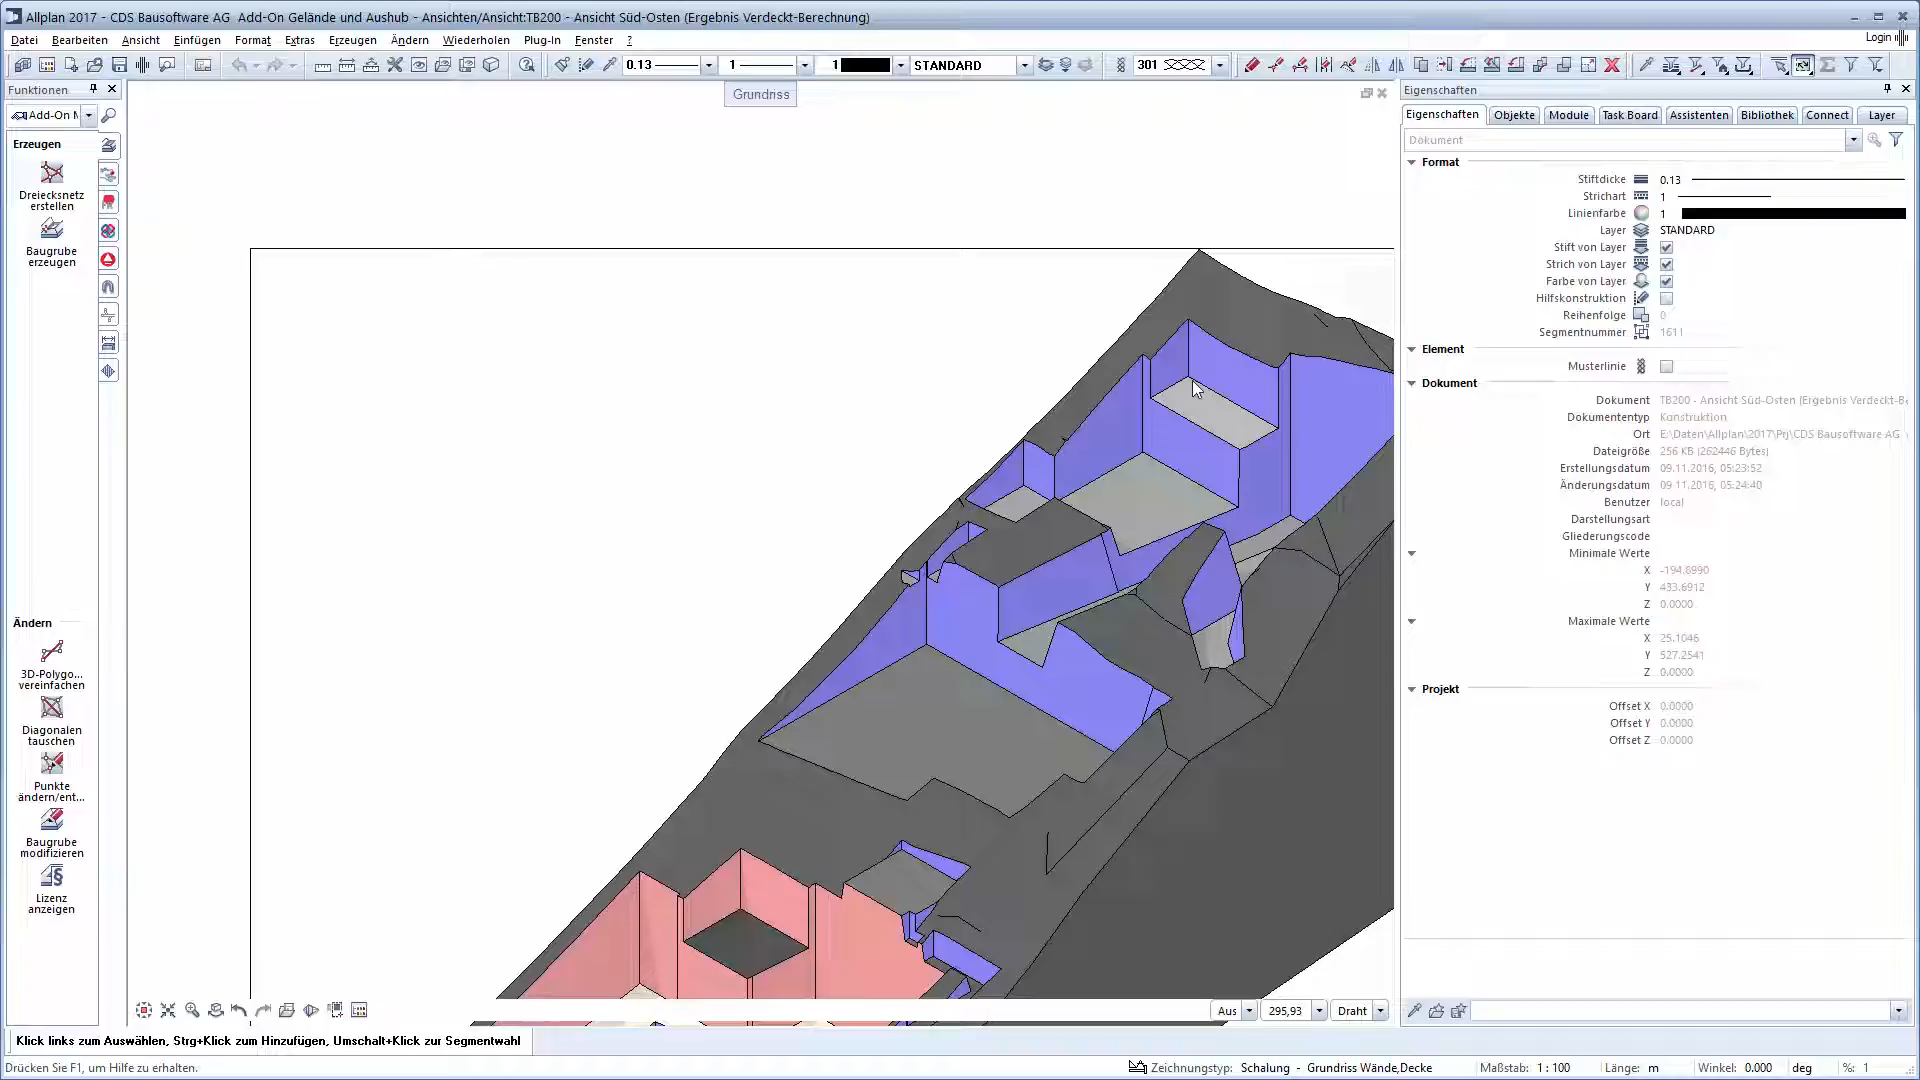 Allplan 2017 - CDS Bausoftware AG  Add-On Gelände und Aushub - Ansichten/Ansicht:TB200 - Ansicht Süd-Osten (Ergebnis Verdeckt-Berechnung)
Datei Bearbeiten Ansicht Einfügen Format Extras Erzeugen Ändern Wiederholen Plug-In Fenster ?
Login
0.13 1 1 STANDARD 301
Funktionen
Grundriss
Eigenschaften
Add-On
Eigenschaften Objekte Module Task Board Assistenten Bibliothek Connect Layer
Dokument
Erzeugen
Dreiecksnetz
erstellen
Baugrube
erzeugen
Ändern
3D-Polygo...
vereinfachen
Diagonalen
tauschen
Punkte
ändern/ent...
Baugrube
modifizieren
Lizenz
anzeigen
Format
Stiftdicke 0.13
Strichart 1
Linienfarbe 1
Layer STANDARD
Stift von Layer
Strich von Layer
Farbe von Layer
Hilfskonstruktion
Reihenfolge 0
Segmentnummer 1611
Element
Musterlinie
Dokument
Dokument TB200 - Ansicht Süd-Osten (Ergebnis Verdeckt-B
Dokumententyp Konstruktion
Ort E:\Daten\Allplan\2017\Prj\CDS Bausoftware AG
Dateigröße 256 KB (262446 Bytes)
Erstellungsdatum 09.11.2016, 05:23:52
Änderungsdatum 09 11.2016, 05:24:40
Benutzer local
Darstellungsart
Gliederungscode
Minimale Werte
X -194.8990
Y 433.6912
Z 0.0000
Maximale Werte
X 25.1046
Y 527.2541
Z 0.0000
Projekt
Offset X 0.0000
Offset Y 0.0000
Offset Z 0.0000
Aus 295,93 Draht
Klick links zum Auswählen, Strg+Klick zum Hinzufügen, Umschalt+Klick zur Segmentwahl
Drücken Sie F1, um Hilfe zu erhalten.
Zeichnungstyp: Schalung - Grundriss Wände,Decke Maßstab: 1 : 100 Länge: m Winkel: 0.000 deg %: 1